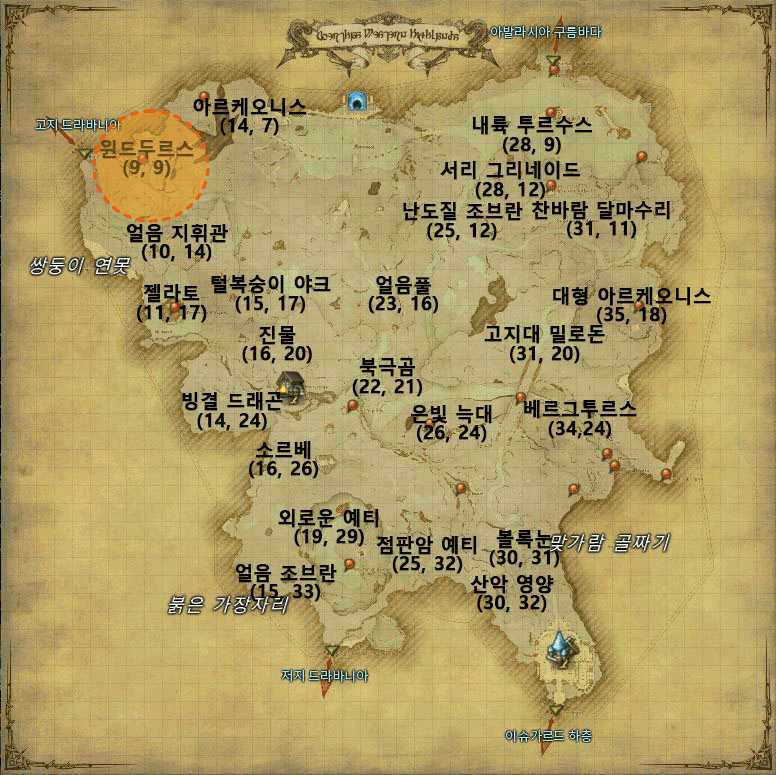 아발라시아 구름바다
아르케오니스
(14, 7)
고지 드라바니아
내륙 투르수스
(28, 9)
윈드두르스
(9, 9)
서리 그리네이드
(28, 12)
난도질 조브란
(25, 12)
찬바람 달마수리
(31, 11)
얼음 지휘관
(10, 14)
쌍둥이 연못
젤라토
(11, 17)
털복숭이 야크
(15, 17)
얼음풀
(23, 16)
대형 아르케오니스
(35, 18)
진물
(16, 20)
고지대 밀로돈
(31, 20)
북극곰
(22, 21)
빙결 드래곤
(14, 24)
은빛 늑대
(26, 24)
베르그투르스
(34,24)
소르베
(16, 26)
외로운 예티
(19, 29)
점판암 예티
(25, 32)
볼록눈
(30, 31)
맞가람 골짜기
얼음 조브란
(15, 33)
산악 영양
(30, 32)
붉은 가장자리
저지 드라바니아
이슈가르드 하층